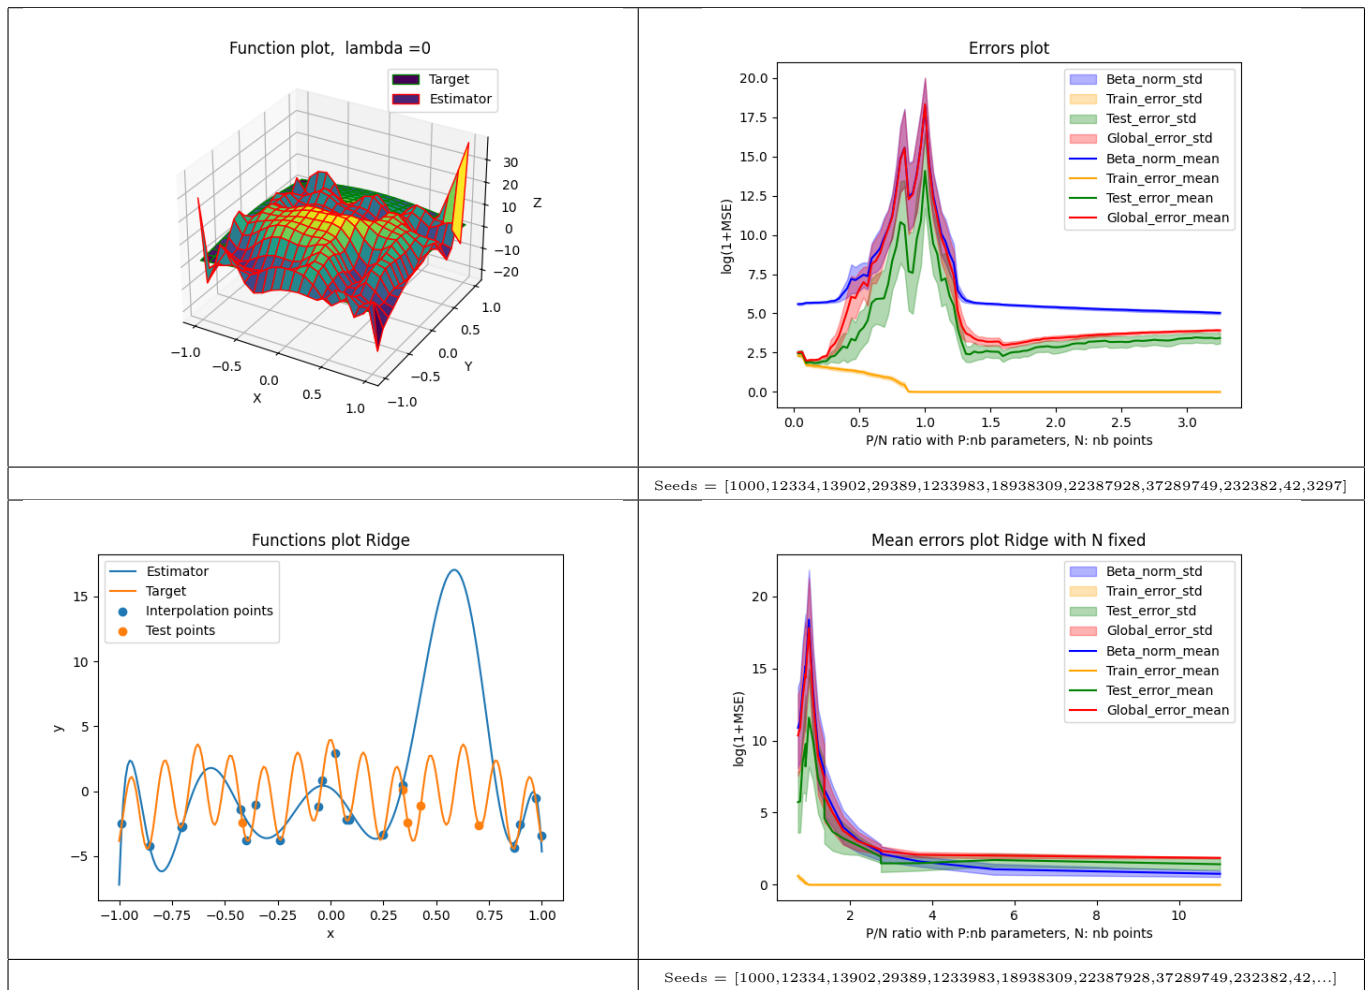 Function plot, lambda =0
Target
Estimator
30
20
10
0
−10
−20
Z
−1.0
−0.5
0.0
0.5
1.0
X
−1.0
−0.5
0.0
0.5
1.0
Y
Errors plot
20.0
17.5
15.0
12.5
10.0
7.5
5.0
2.5
0.0
log(1+MSE)
Beta_norm_std
Train_error_std
Test_error_std
Global_error_std
Beta_norm_mean
Train_error_mean
Test_error_mean
Global_error_mean
0.0 0.5 1.0 1.5 2.0 2.5 3.0
P/N ratio with P:nb parameters, N: nb points
Seeds = [1000,12334,13902,29389,1233983,18938309,22387928,37289749,232382,42,3297]
Functions plot Ridge
Estimator
Target
Interpolation points
Test points
15
10
5
0
−5
y
−1.00 −0.75 −0.50 −0.25 0.00 0.25 0.50 0.75 1.00
x
Mean errors plot Ridge with N fixed
20
15
10
5
0
log(1+MSE)
Beta_norm_std
Train_error_std
Test_error_std
Global_error_std
Beta_norm_mean
Train_error_mean
Test_error_mean
Global_error_mean
2 4 6 8 10
P/N ratio with P:nb parameters, N: nb points
Seeds = [1000,12334,13902,29389,1233983,18938309,22387928,37289749,232382,42,...]